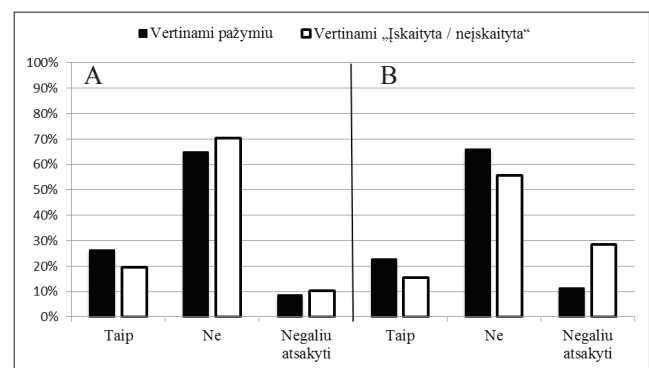 Vertinami pažymiu Vertinami „Įskaityta / neįskaityta“
A B
100%
90%
80%
70%
60%
50%
40%
30%
20%
10%
0%
Taip Ne Negaliu Taip Ne Negaliu
atsakyti atsakyti